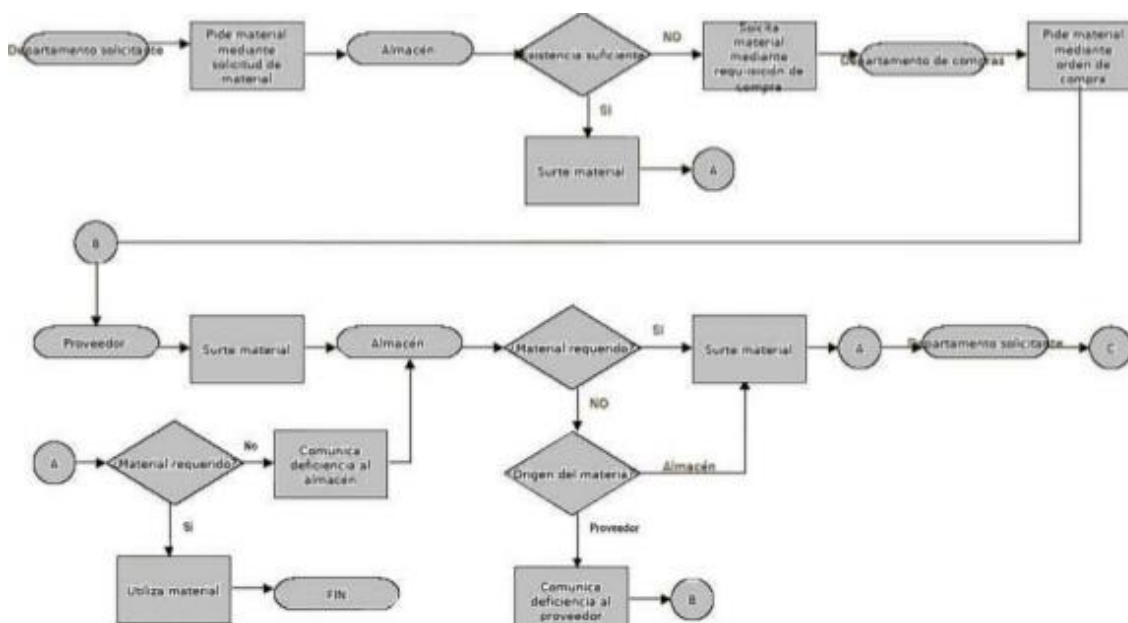 Departamento solicitante
Pide material
mediante
solicitud de
material
Almacén
¿Existencia suficiente?
NO
Solicita
material
mediante
requisición de
compra
Departamento de compras
Pide material
mediante
orden de
compra
SI
Surte material
A
B
Proveedor
Surte material
Almacén
¿Material requerido?
SI
Surte material
A
Departamento solicitante
C
NO
A
¿Material requerido?
No
Comunica
deficiencia al
almacén
¿Origen del material?
Almacén
Si
Proveedor
Utiliza material
FIN
Comunica
deficiencia al
proveedor
B